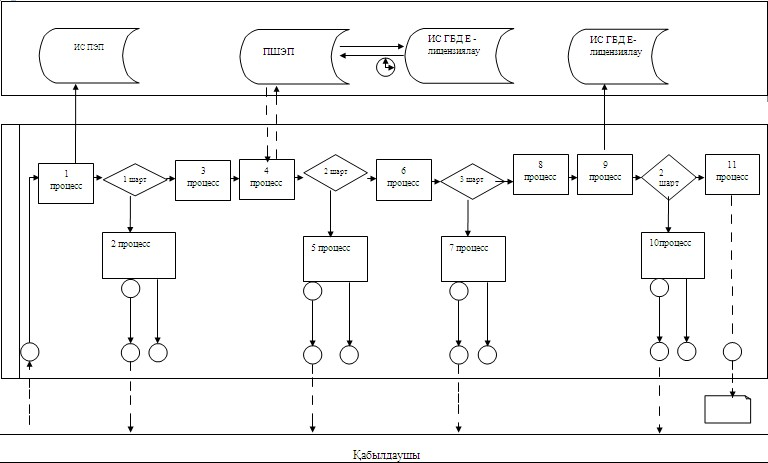 ИС ПЭП
ПШЭП
ИС ГБД Е -
лицензиялау
ИС ГБД Е-
лицензиялау
1
процесс
1 шарт
3
процесс
4
процесс
2 шарт
6
процесс
3 шарт
8
процесс
9
процесс
2
шарт
11
процесс
2 процесс
5 процесс
7 процесс
10процесс
Қабылдаушы